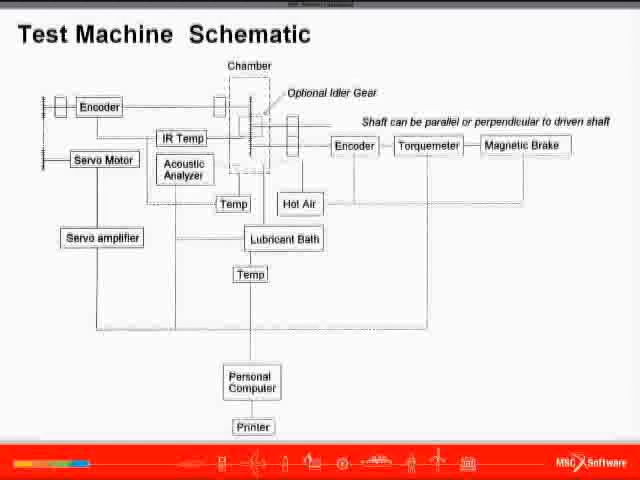 Test Machine Schematic
Chamber
Optional Idler Gear
Encoder
Shaft can be parallel or perpendicular to driven shaft
IR Temp
Encoder
Torquemeter
Magnetic Brake
Servo Motor
Acoustic
Analyzer
Temp
Hot Air
Servo amplifier
Lubricant Bath
Temp
Personal
Computer
Printer
MSC Software